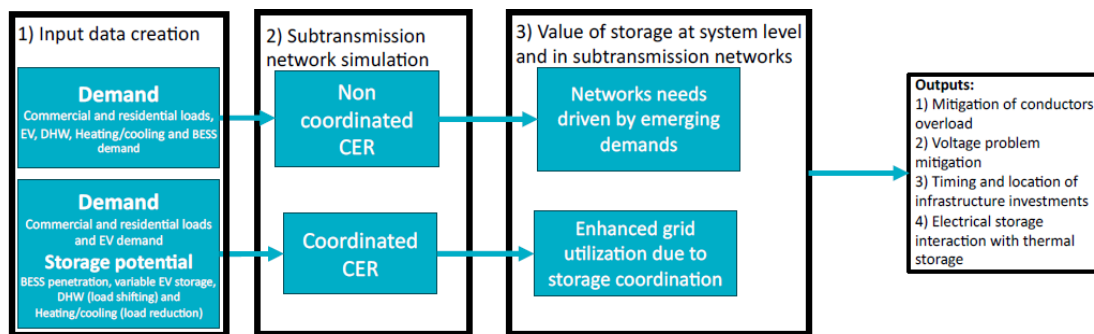 1) Input data creation
Demand
Commercial and residential loads,
EV, DHW, Heating/cooling and BESS
demand
Demand
Commercial and residential loads
and EV demand
Storage potential
BESS penetration, variable EV storage,
DHW (load shifting) and
Heating/cooling (load reduction)
2) Subtransmission
network simulation
Non
coordinated
CER
Coordinated
CER
3) Value of storage at system level
and in subtransmission networks
Networks needs
driven by emerging
demands
Enhanced grid
utilization due to
storage coordination
Outputs:
1) Mitigation of conductors
overload
2) Voltage problem
mitigation
3) Timing and location of
infrastructure investments
4) Electrical storage
interaction with thermal
storage